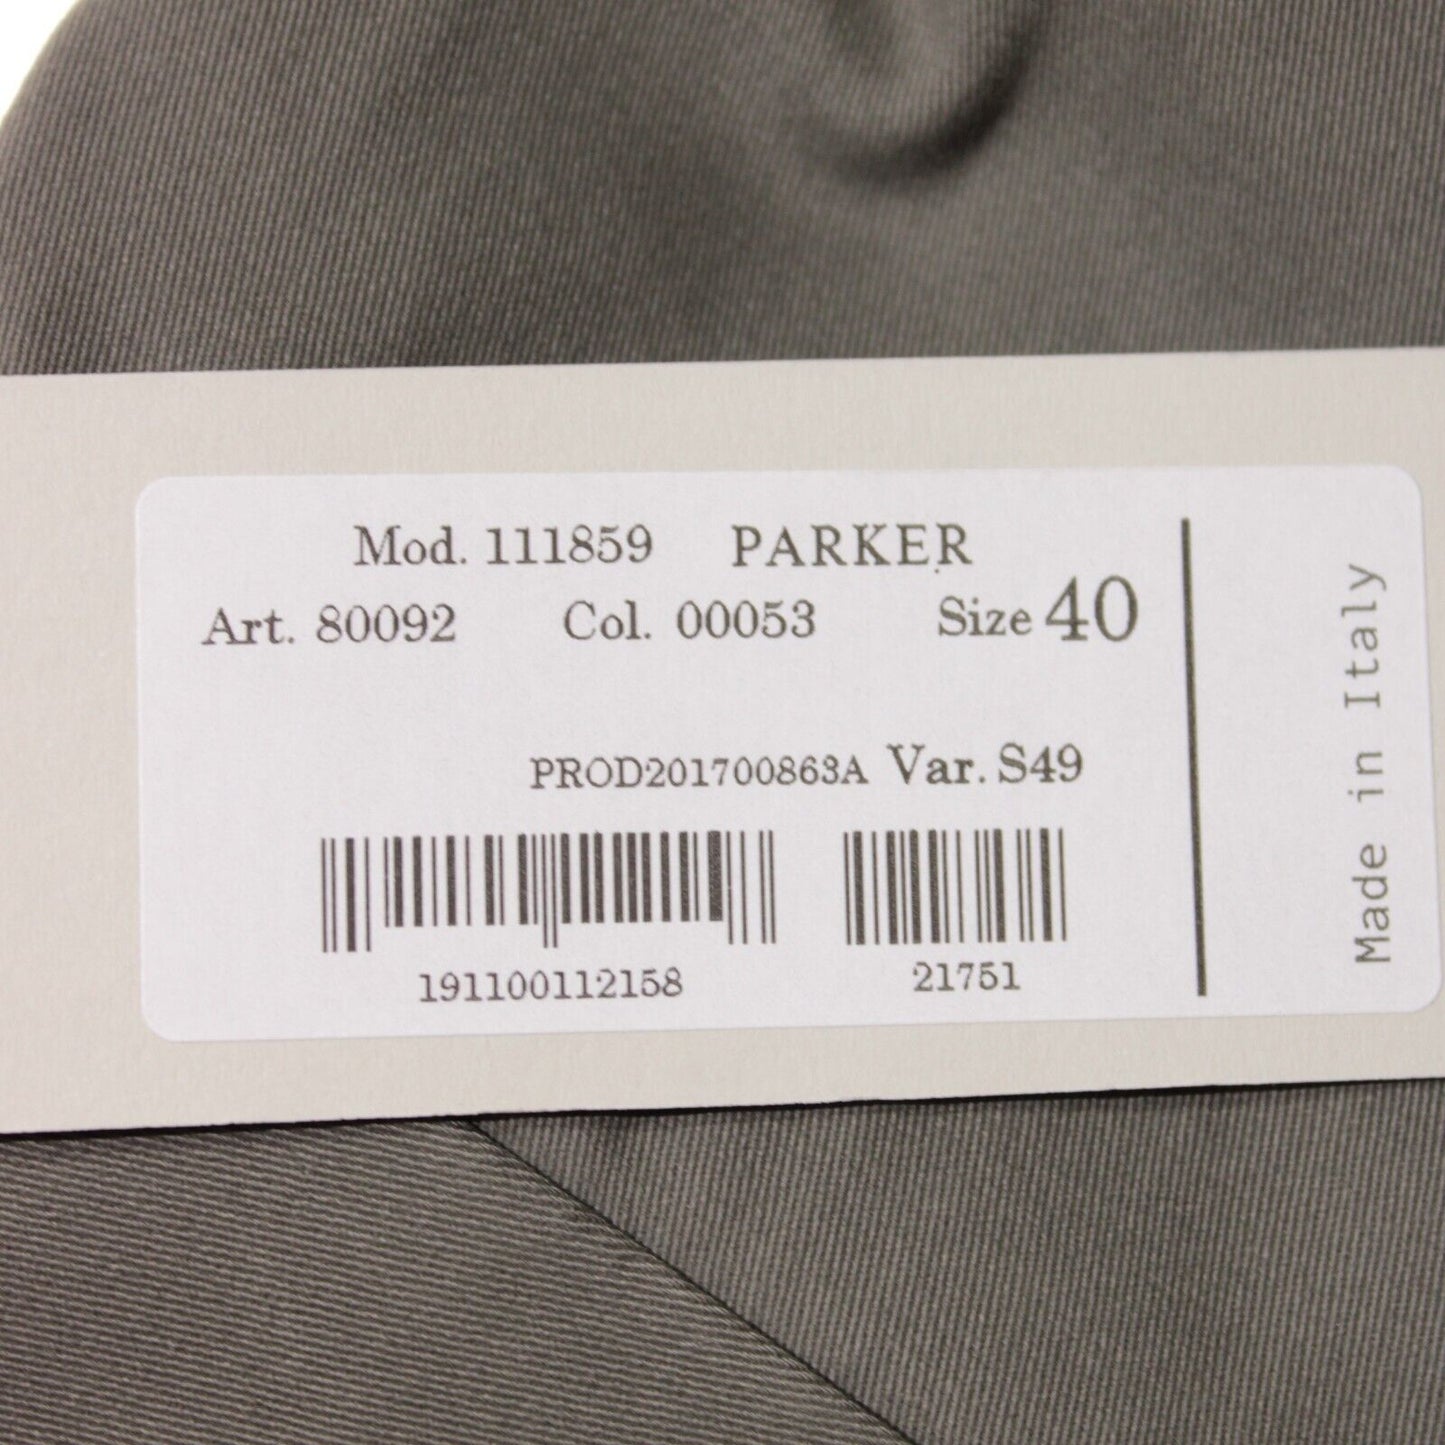 Mod. 111859 PARKER
Art. 80092 Col. 00053 Size 40
PROD201700863A Var. S49
191100112158 21751
Made in Italy